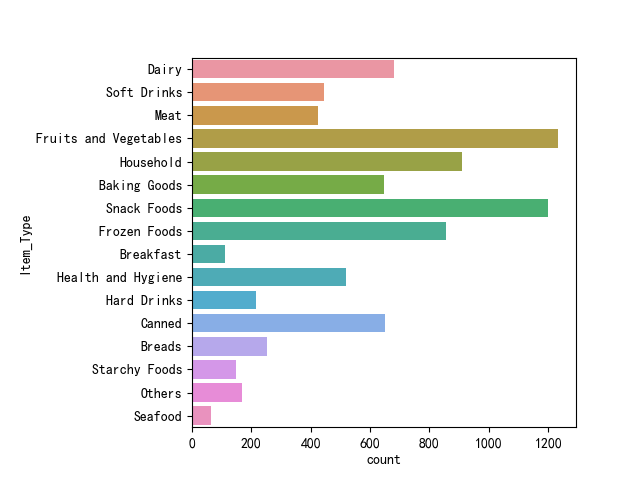 Dairy
Soft Drinks
Meat
Fruits and Vegetables
Household
Baking Goods
Snack Foods
Frozen Foods
Breakfast
Health and Hygiene
Hard Drinks
Canned
Breads
Starchy Foods
Others
Seafood
Item_Type
0 200 400 600 800 1000 1200
count